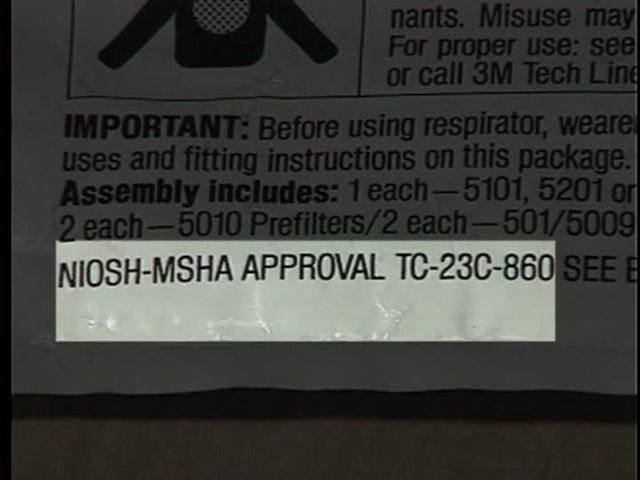 nants. Misuse may
For proper use: see
or call 3M Tech Line
IMPORTANT: Before using respirator, weare
uses and fitting instructions on this package.
Assembly includes: 1 each—5101, 5201 or
2 each—5010 Prefilters/2 each—501/5009
NIOSH-MSHA APPROVAL TC-23C-860 SEE